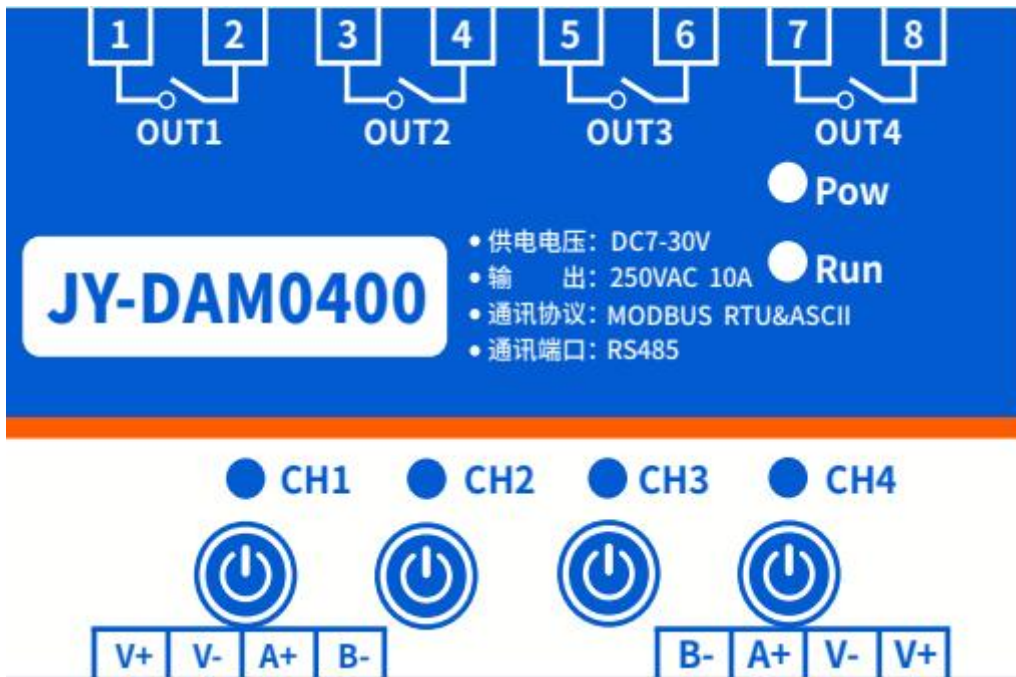 1 2 3 4 5 6 7 8
OUT1 OUT2 OUT3 OUT4
Pow
Run
JY-DAM0400
• 供电电压：DC7-30V
• 输 出：250VAC 10A
• 通讯协议：MODBUS RTU&ASCII
• 通讯端口：RS485
CH1 CH2 CH3 CH4
V+ V- A+ B- B- A+ V- V+